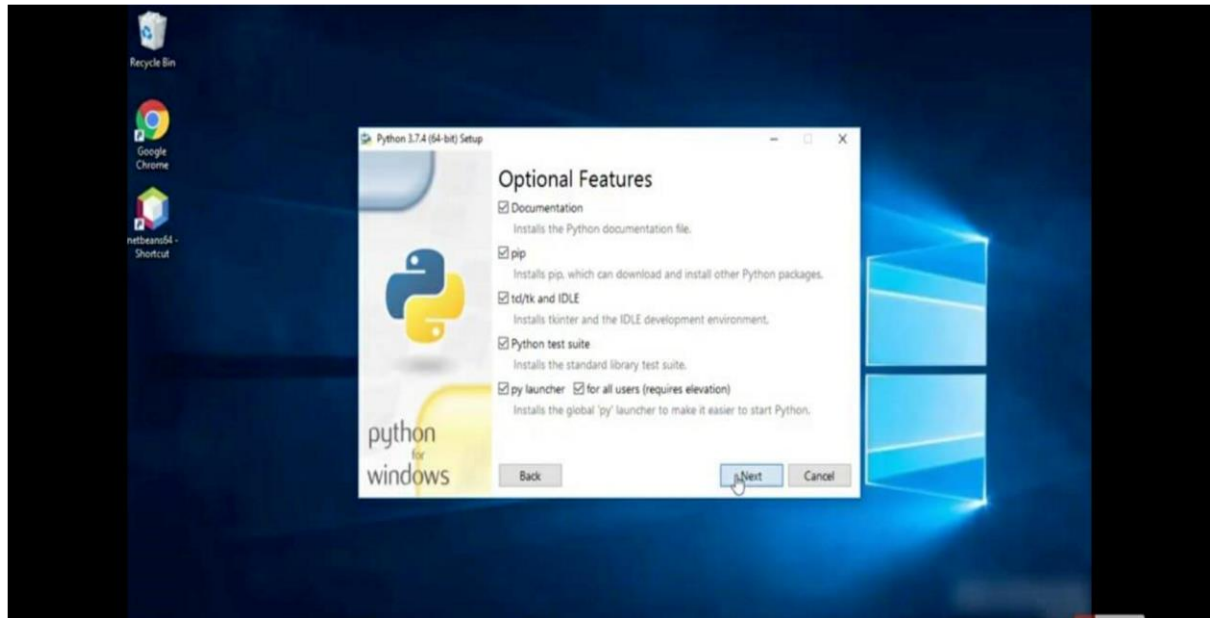 Recycle Bin
Google
Chrome
netbeans64 -
Shortcut
Python 3.7.4 (64-bit) Setup
Optional Features
Documentation
Installs the Python documentation file.
pip
Installs pip, which can download and install other Python packages.
td/tk and IDLE
Installs tkinter and the IDLE development environment.
Python test suite
Installs the standard library test suite.
py launcher for all users (requires elevation)
Installs the global 'py' launcher to make it easier to start Python.
python
for
windows
Back
Next
Cancel